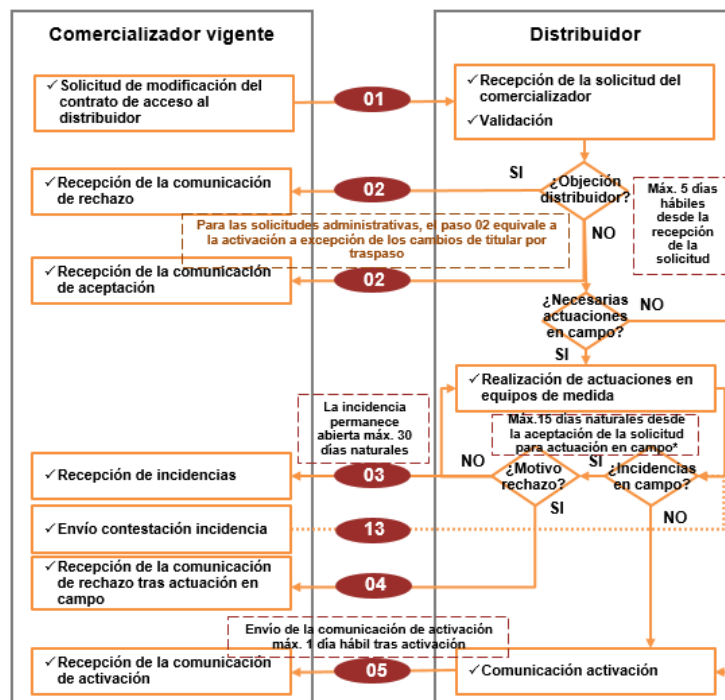 Comercializador vigente
Distribuidor
✓ Solicitud de modificación del
contrato de acceso al
distribuidor
01
✓ Recepción de la solicitud del
comercializador
✓ Validación
SI
¿Objeción
distribuidor?
Máx. 5 días
hábiles
desde la
recepción
de la
solicitud
✓ Recepción de la comunicación
de rechazo
02
Para las solicitudes administrativas, el paso 02 equivale a
la activación a excepción de los cambios de titular por
traspaso
NO
✓ Recepción de la comunicación
de aceptación
02
¿Necesarias
actuaciones
en campo?
NO
SI
✓ Realización de actuaciones en
equipos de medida
La incidencia
permanece
abierta máx. 30
días naturales
Máx.15 días naturales desde
la aceptación de la solicitud
para actuación en campo*
✓ Recepción de incidencias
03
NO
¿Motivo
rechazo?
SI
¿Incidencias
en campo?
SI
NO
✓ Envío contestación incidencia
13
✓ Recepción de la comunicación
de rechazo tras actuación en
campo
04
Envío de la comunicación de activación
máx. 1 día hábil tras activación
✓ Recepción de la comunicación
de activación
05
✓ Comunicación activación